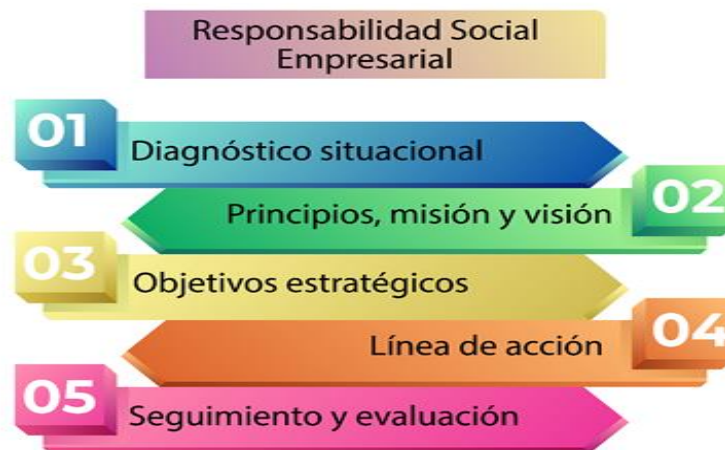 Responsabilidad Social
Empresarial
01
Diagnóstico situacional
02
Principios, misión y visión
03
Objetivos estratégicos
04
Línea de acción
05
Seguimiento y evaluación